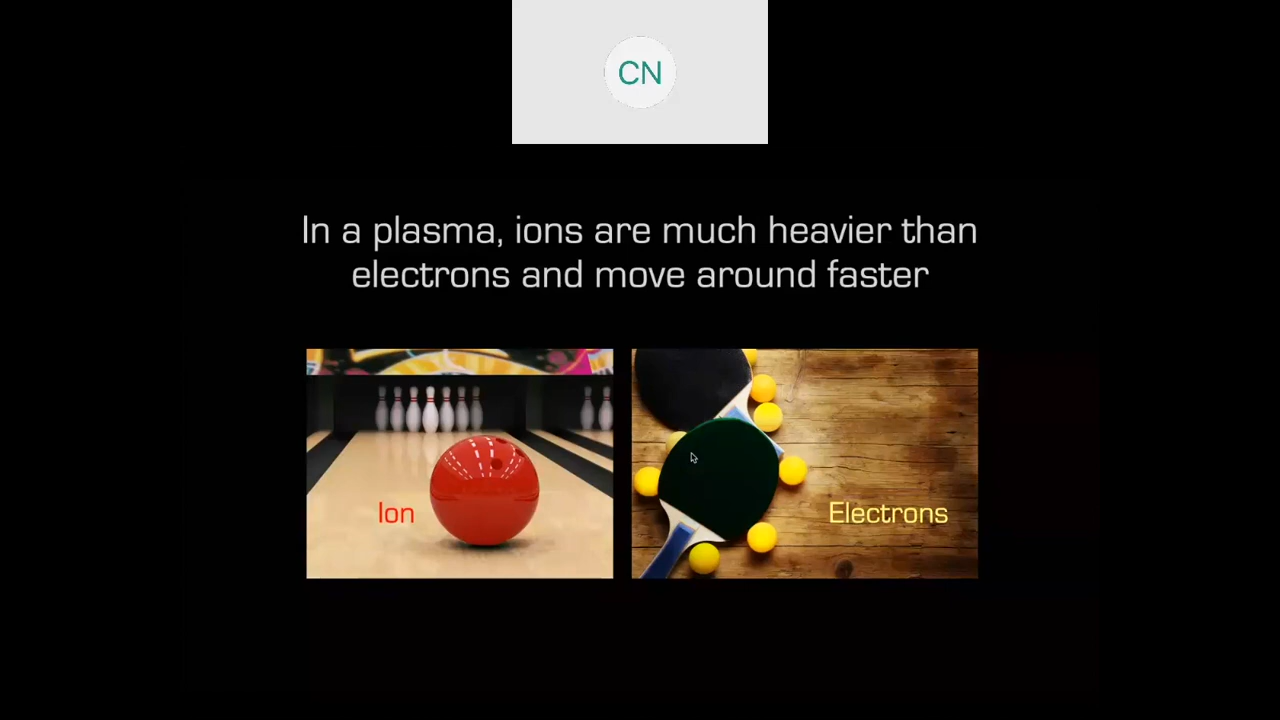 CN
In a plasma, ions are much heavier than
electrons and move around faster
Ion
Electrons